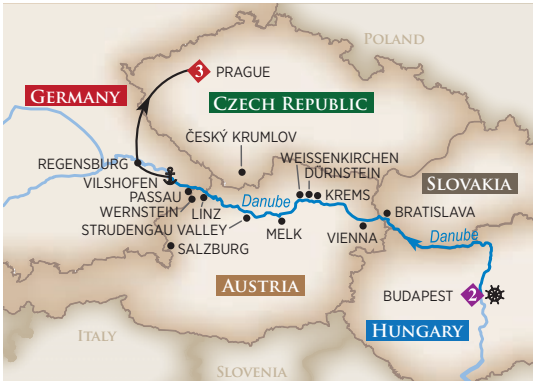 POLAND
3
PRAGUE
GERMANY
CZECH REPUBLIC
ČESKÝ KRUMLOV
REGENSBURG
WEISSENKIRCHEN
DÜRNSTEIN
VILSHOFEN
PASSAU
WERNSTEIN
LINZ
Danube
KREMS
SLOVAKIA
STRUDENGAU VALLEY
MELK
VIENNA
BRATISLAVA
Danube
SALZBURG
AUSTRIA
BUDAPEST
2
HUNGARY
ITALY
SLOVENIA